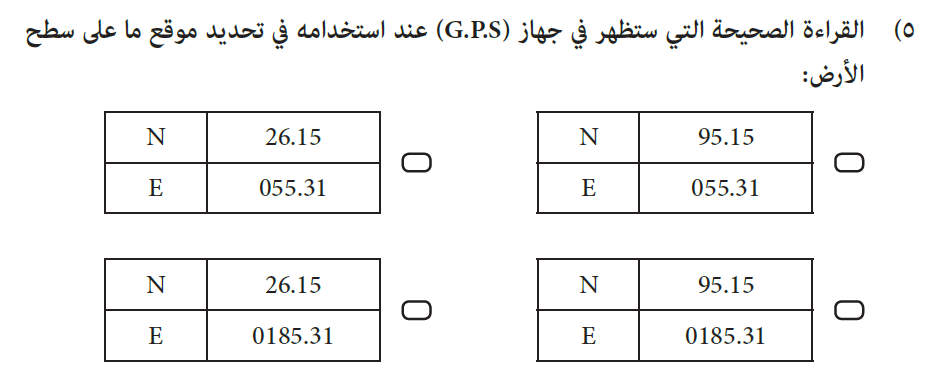 ٥) القراءة الصحيحة التي ستظهر في جهاز (G.P.S) عند استخدامه في تحديد موقع ما على سطح
الأرض:
N 95.15
E 055.31
N 26.15
E 055.31
N 95.15
E 0185.31
N 26.15
E 0185.31